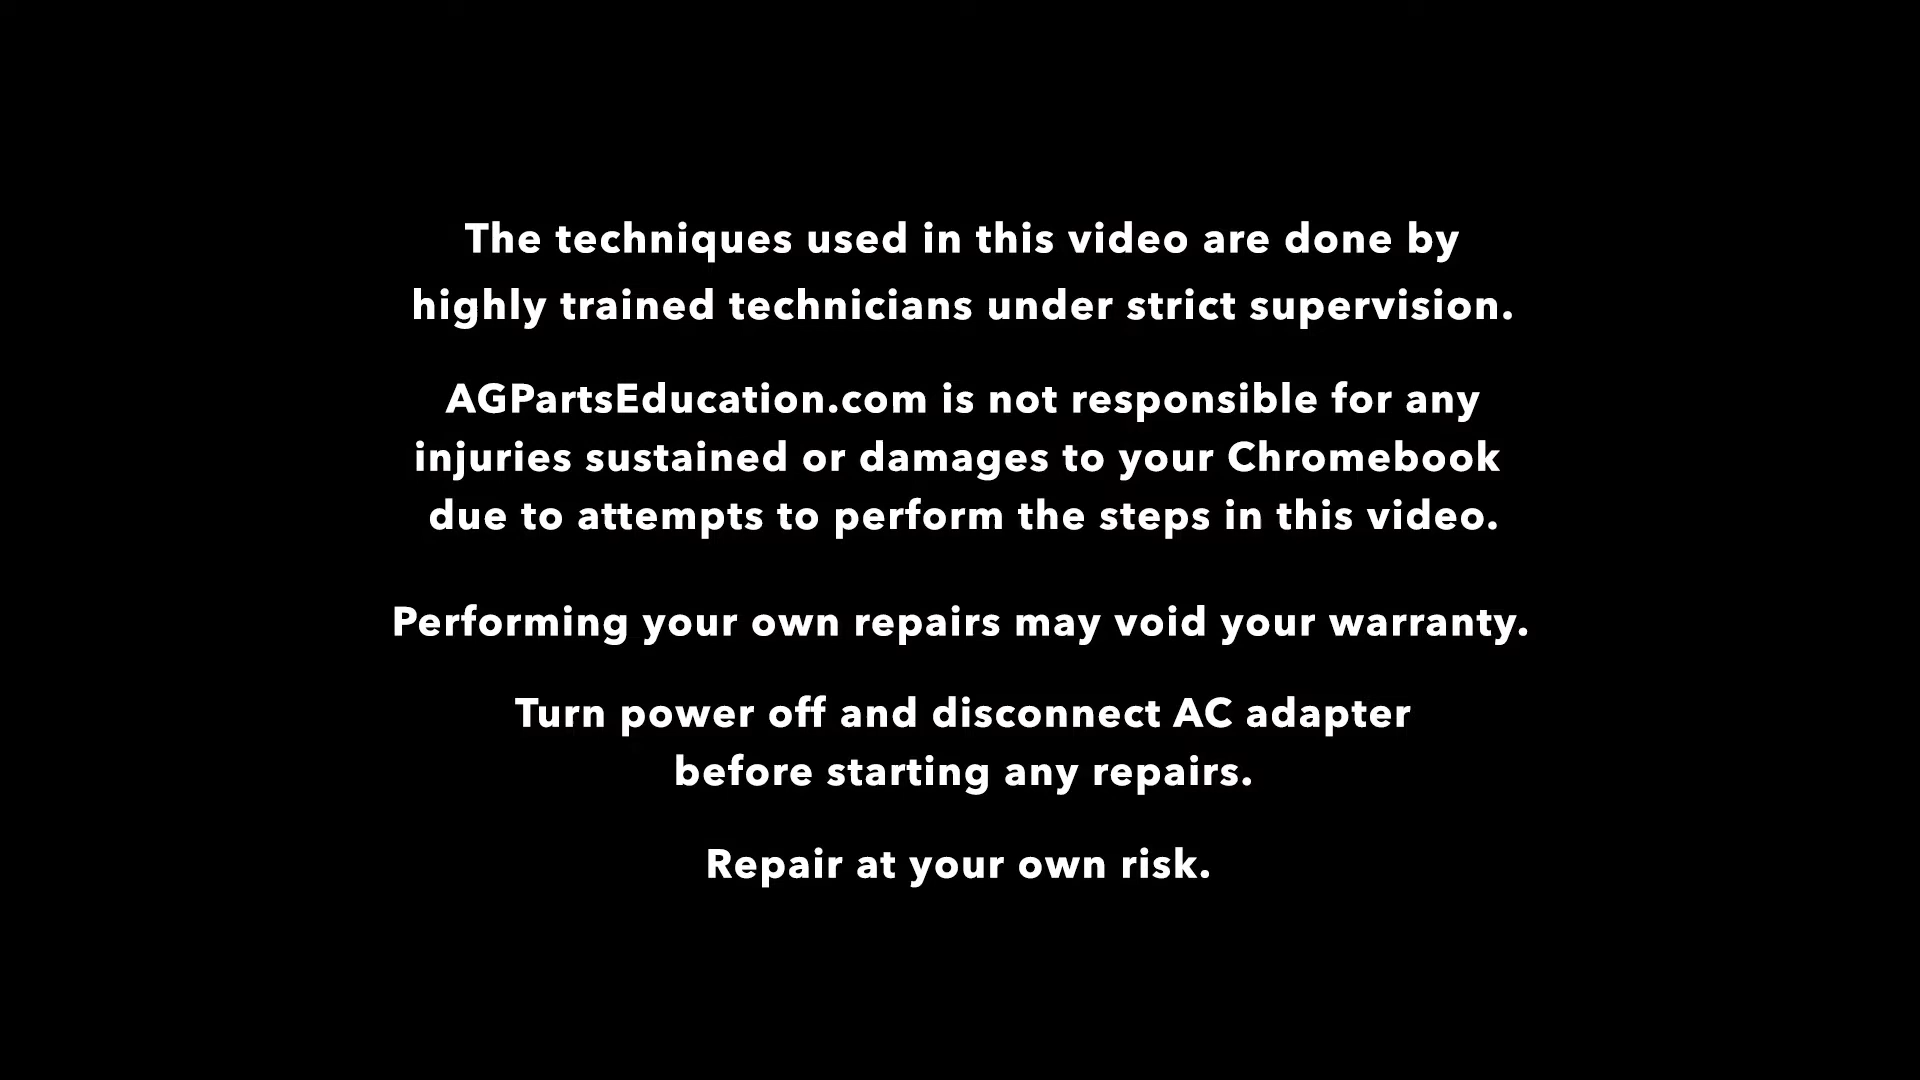 The techniques used in this video are done by
highly trained technicians under strict supervision.
AGPartsEducation.com is not responsible for any
injuries sustained or damages to your Chromebook
due to attempts to perform the steps in this video.
Performing your own repairs may void your warranty.
Turn power off and disconnect AC adapter
before starting any repairs.
Repair at your own risk.